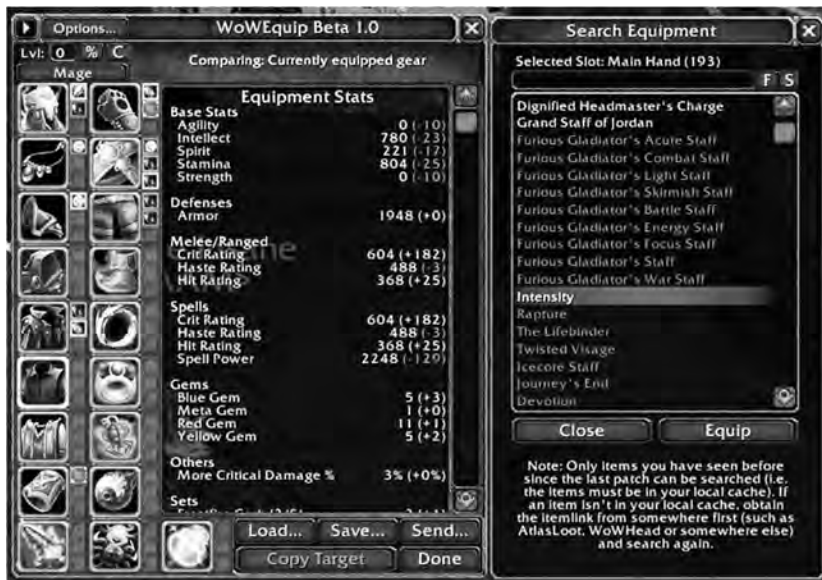 Options...
WoWEquip Beta 1.0
Lvl: 0 % C
Mage
Comparing: Currently equipped gear
Equipment Stats
Base Stats
Agility 0 (-10)
Intellect 780 (-23)
Spirit 221 (-17)
Stamina 804 (-25)
Strength 0 (-10)
Defenses
Armor 1948 (+0)
Melee/Ranged
Crit Rating 604 (+182)
Haste Rating 488 (-3)
Hit Rating 368 (+25)
Spells
Crit Rating 604 (+182)
Haste Rating 488 (-3)
Hit Rating 368 (+25)
Spell Power 2248 (-129)
Gems
Blue Gem 5 (+3)
Meta Gem 1 (+0)
Red Gem 11 (+1)
Yellow Gem 5 (+2)
Others
More Critical Damage % 3% (+0%)
Sets
Load... Save... Send...
Copy Target Done
Search Equipment
Selected Slot: Main Hand (193)
F S
Dignified Headmaster's Charge
Grand Staff of Jordan
Furious Gladiator's Acute Staff
Furious Gladiator's Combat Staff
Furious Gladiator's Light Staff
Furious Gladiator's Skirmish Staff
Furious Gladiator's Battle Staff
Furious Gladiator's Energy Staff
Furious Gladiator's Focus Staff
Furious Gladiator's Staff
Furious Gladiator's War Staff
Intensity
Rapture
The Lifebinder
Twisted Visage
Icecore Staff
Journey's End
Devotion
Close Equip
Note: Only items you have seen before
since the last patch can be searched (i.e.
the items must be in your local cache). If
an item isn't in your local cache, obtain
the itemlink from somewhere first (such as
AtlasLoot, WoWHead or somewhere else)
and search again.